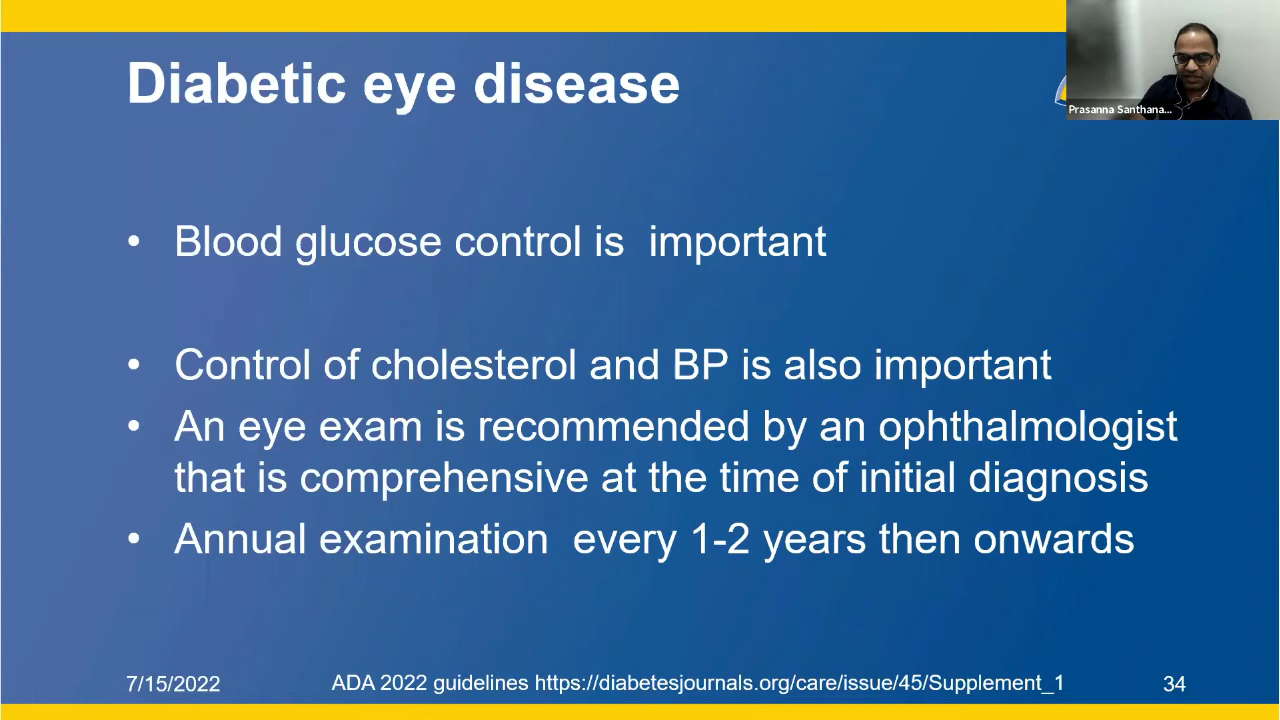 Diabetic eye disease
Prasanna Santhana...
• Blood glucose control is  important
• Control of cholesterol and BP is also important
• An eye exam is recommended by an ophthalmologist
that is comprehensive at the time of initial diagnosis
• Annual examination  every 1-2 years then onwards
7/15/2022
ADA 2022 guidelines https://diabetesjournals.org/care/issue/45/Supplement_1
34